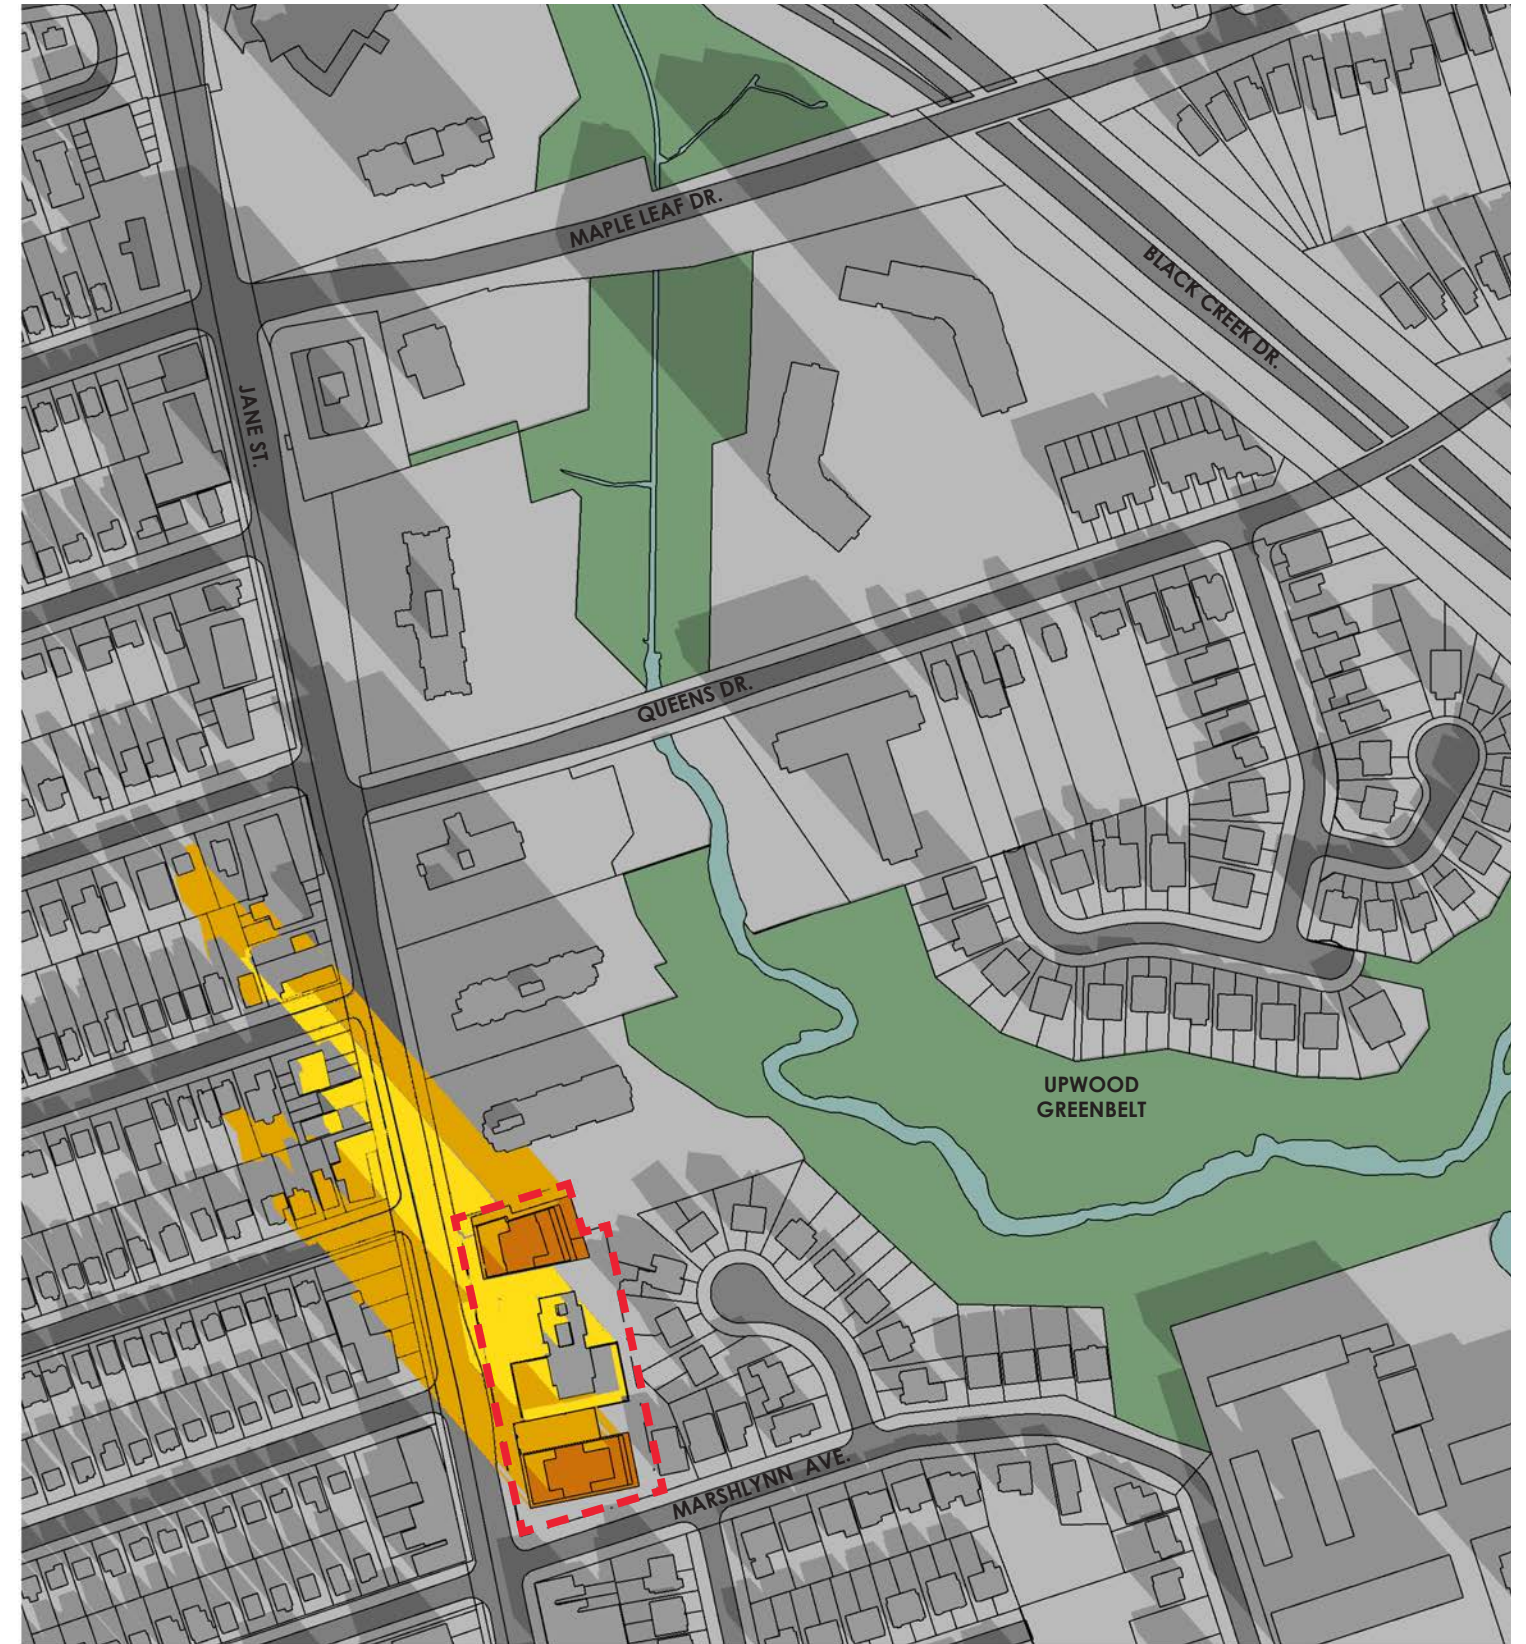 MAPLE LEAF DR.
BLACK CREEK DR.
JANE ST.
QUEENS DR.
UPWOOD
GREENBELT
MARSHLYNN AVE.